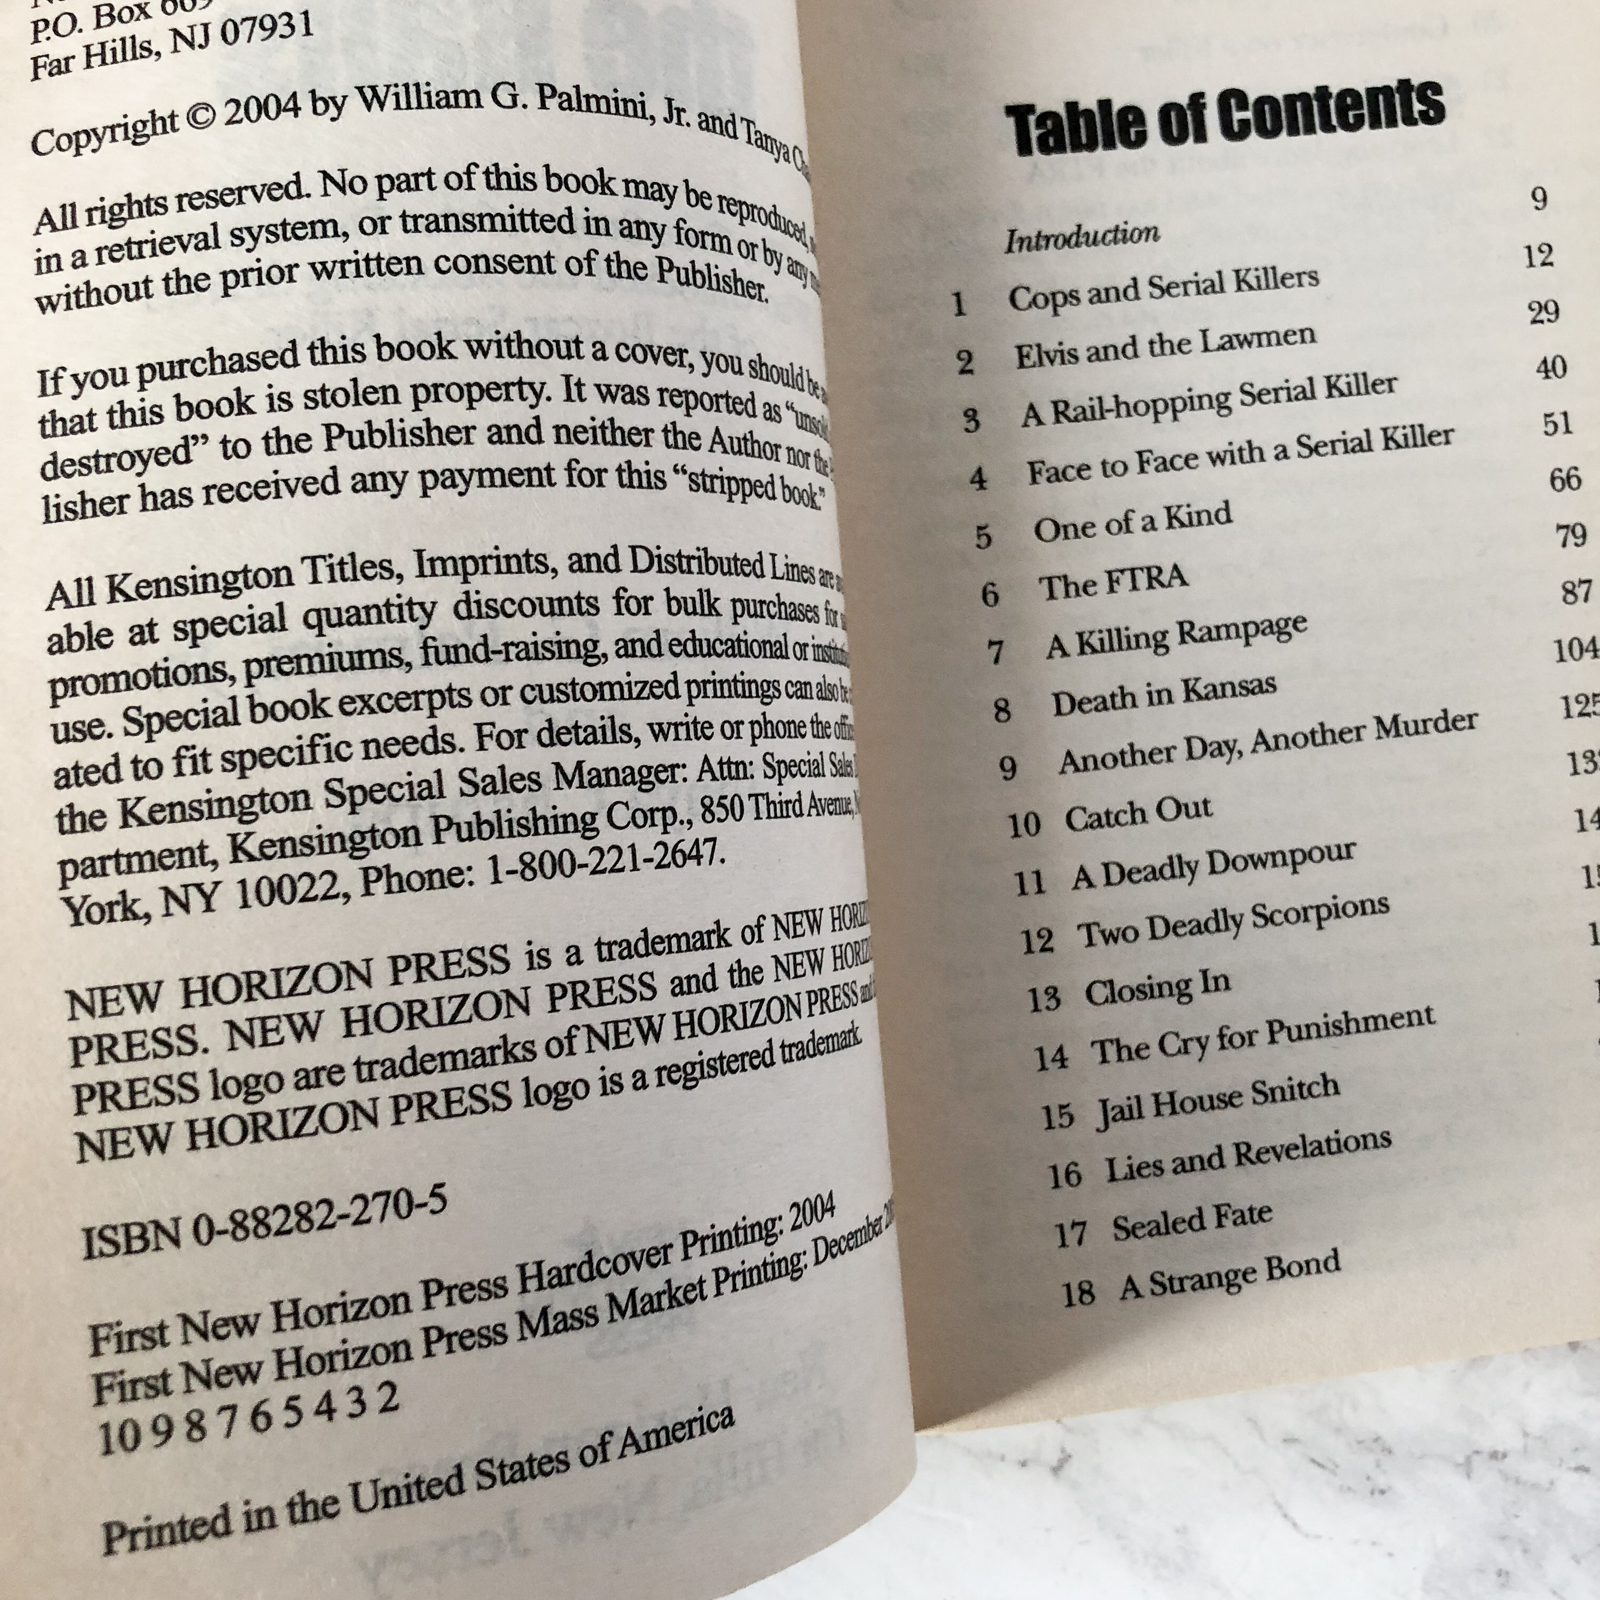 P.O. Box
Far Hills, NJ 07931
Copyright © 2004 by William G. Palmini, Jr. and Tanya
All rights reserved. No part of this book may be reproduced,
in a retrieval system, or transmitted in any form or by any
without the prior written consent of the Publisher.
If you purchased this book without a cover, you should be
that this book is stolen property. It was reported as “unsold
destroyed” to the Publisher and neither the Author nor the
lisher has received any payment for this “stripped book.”
All Kensington Titles, Imprints, and Distributed Lines are
able at special quantity discounts for bulk purchases for
promotions, premiums, fund-raising, and educational or
use. Special book excerpts or customized printings can also be
ated to fit specific needs. For details, write or phone the
the Kensington Special Sales Manager: Attn: Special Sales
partment, Kensington Publishing Corp., 850 Third Avenue,
York, NY 10022, Phone: 1-800-221-2647.
NEW HORIZON PRESS is a trademark of NEW
PRESS. NEW HORIZON PRESS and the NEW
PRESS logo are trademarks of NEW HORIZON PRESS and
NEW HORIZON PRESS logo is a registered trademark.
ISBN 0-88282-270-5
First New Horizon Press Hardcover Printing: 2004
First New Horizon Press Mass Market Printing: December
10 9 8 7 6 5 4 3 2
Printed in the United States of America
Table of Contents
Introduction 9
1 Cops and Serial Killers 12
2 Elvis and the Lawmen 29
3 A Rail-hopping Serial Killer 40
4 Face to Face with a Serial Killer 51
5 One of a Kind 66
6 The FTRA 79
7 A Killing Rampage 87
8 Death in Kansas 104
9 Another Day, Another Murder 125
10 Catch Out
11 A Deadly Downpour
12 Two Deadly Scorpions
13 Closing In
14 The Cry for Punishment
15 Jail House Snitch
16 Lies and Revelations
17 Sealed Fate
18 A Strange Bond